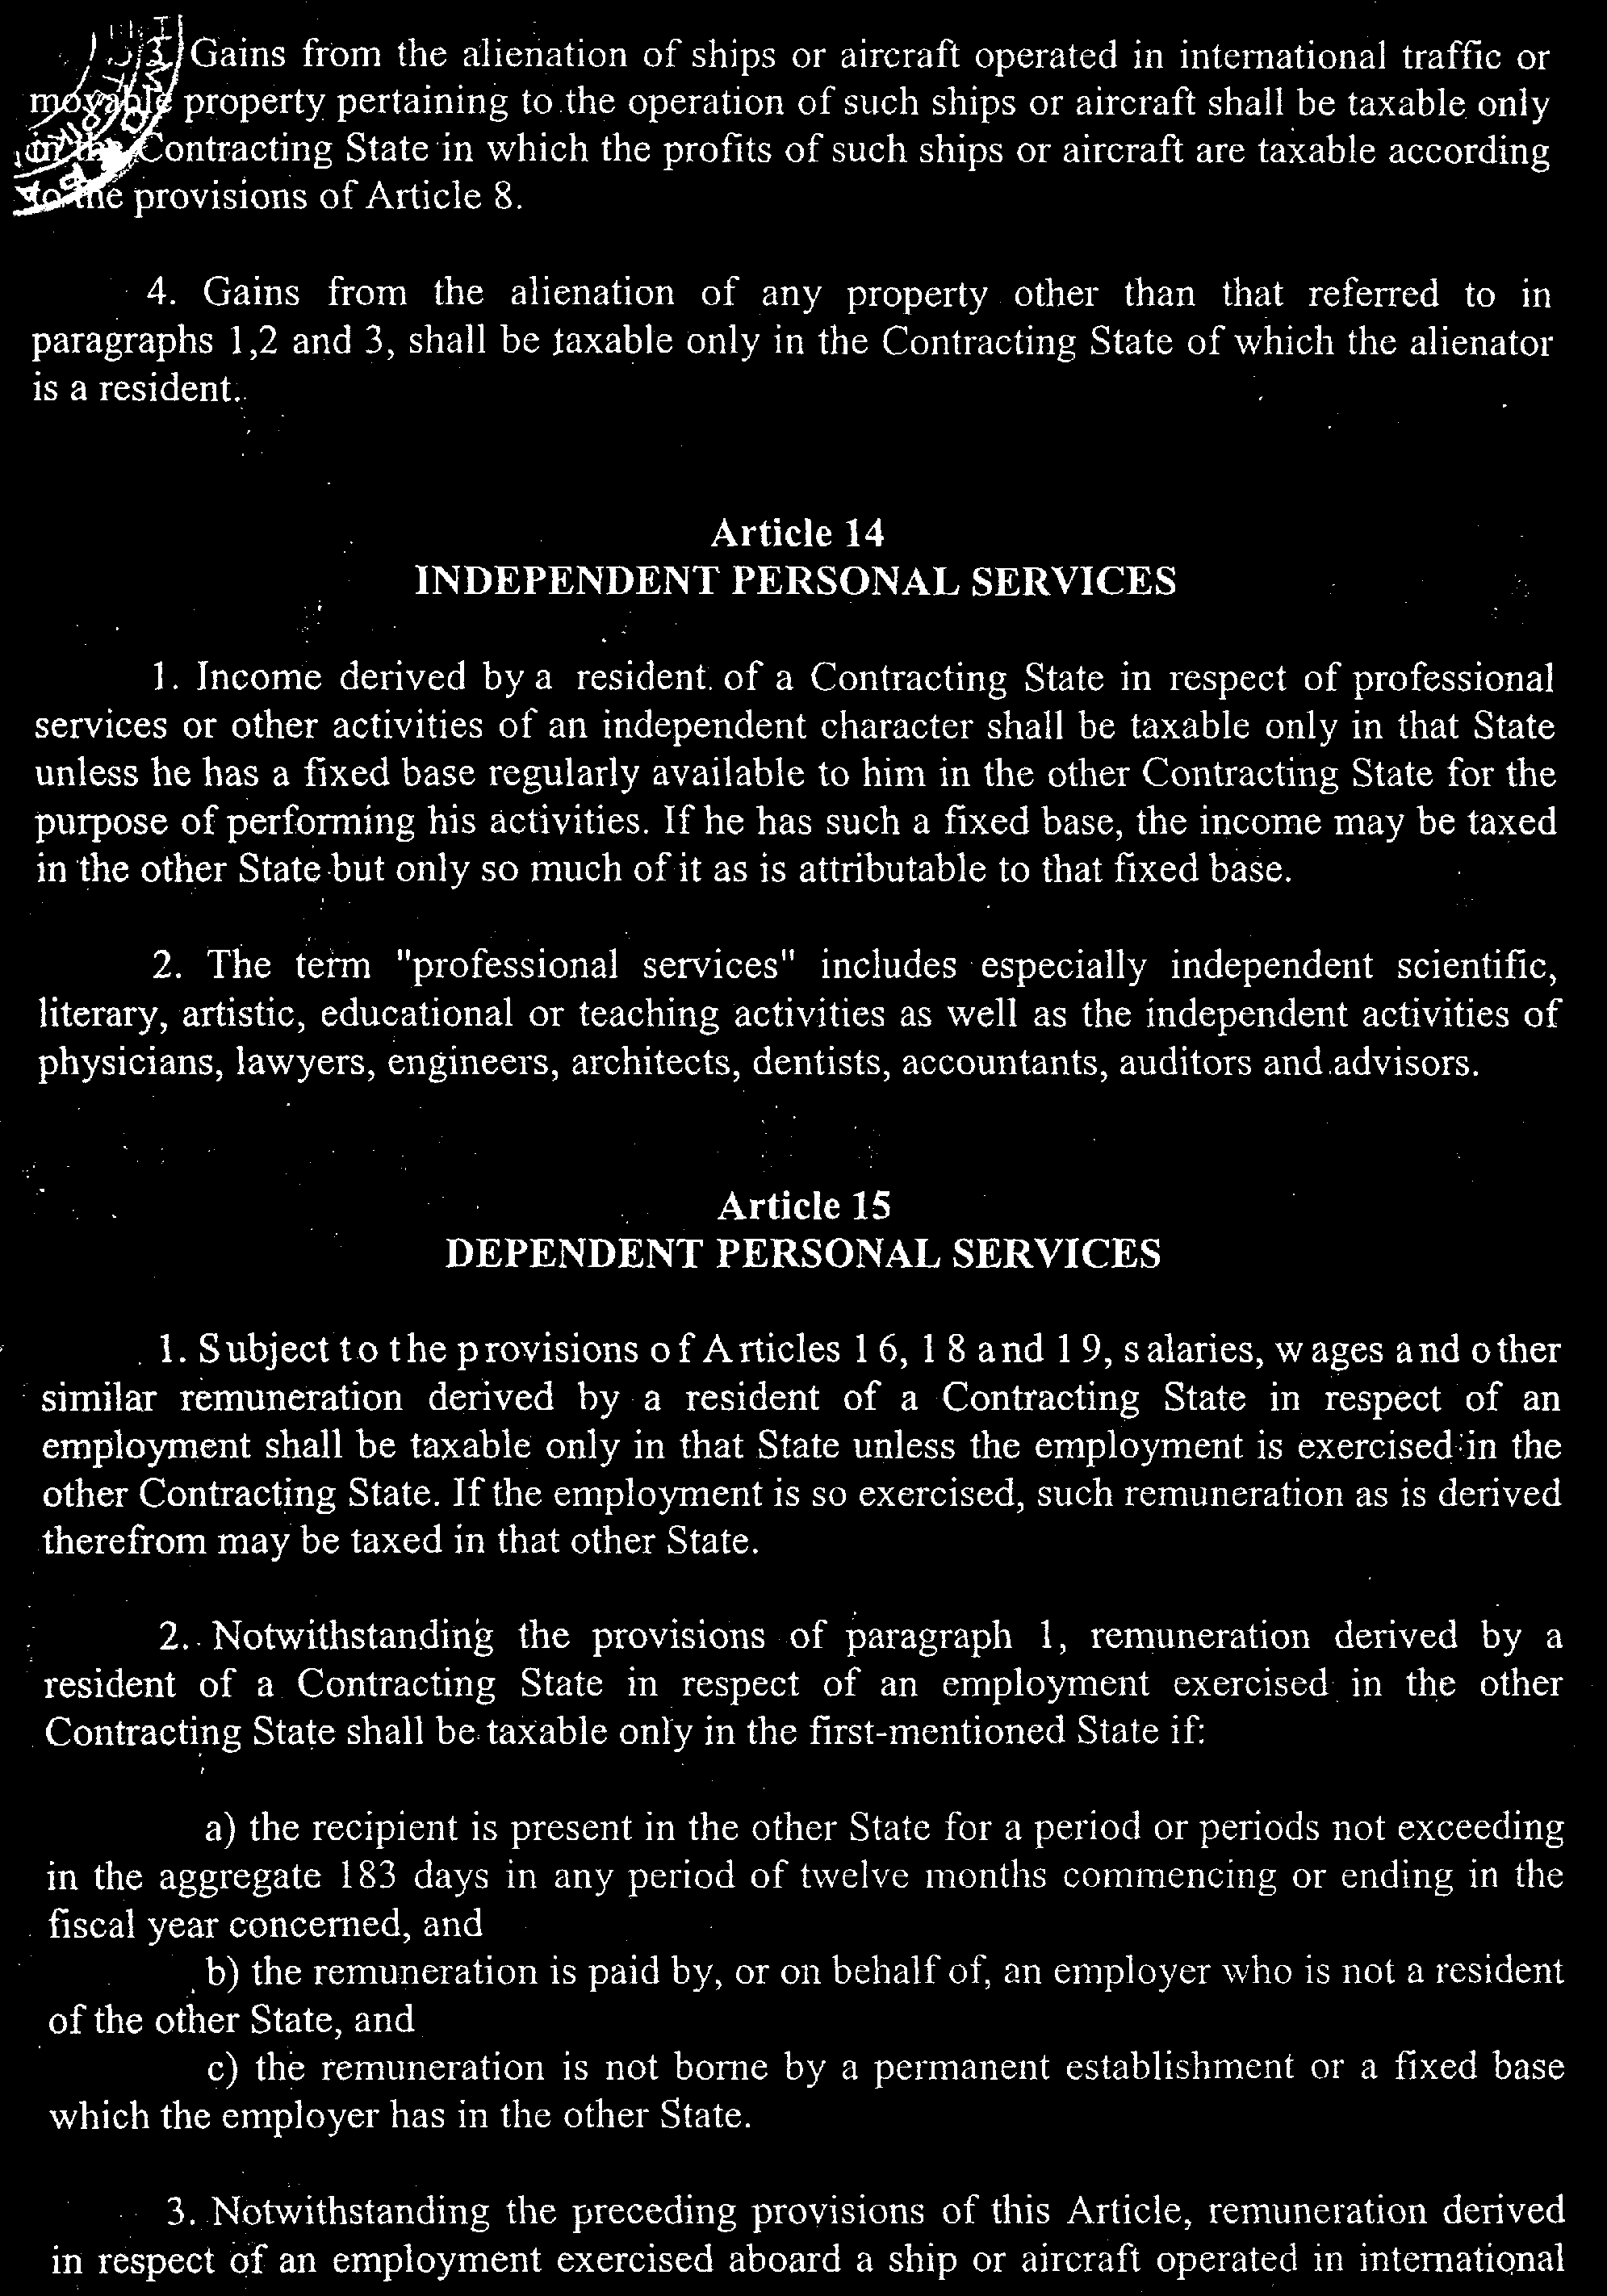 3. Gains from the alienation of ships or aircraft operated in international traffic or
movable property pertaining to the operation of such ships or aircraft shall be taxable only
in the Contracting State in which the profits of such ships or aircraft are taxable according
to the provisions of Article 8.
4. Gains from the alienation of any property other than that referred to in
paragraphs 1,2 and 3, shall be taxable only in the Contracting State of which the alienator
is a resident.
Article 14
INDEPENDENT PERSONAL SERVICES
1. Income derived by a resident of a Contracting State in respect of professional
services or other activities of an independent character shall be taxable only in that State
unless he has a fixed base regularly available to him in the other Contracting State for the
purpose of performing his activities. If he has such a fixed base, the income may be taxed
in the other State but only so much of it as is attributable to that fixed base.
2. The term "professional services" includes especially independent scientific,
literary, artistic, educational or teaching activities as well as the independent activities of
physicians, lawyers, engineers, architects, dentists, accountants, auditors and advisors.
Article 15
DEPENDENT PERSONAL SERVICES
1. Subject to the provisions of Articles 16, 18 and 19, salaries, wages and other
similar remuneration derived by a resident of a Contracting State in respect of an
employment shall be taxable only in that State unless the employment is exercised in the
other Contracting State. If the employment is so exercised, such remuneration as is derived
therefrom may be taxed in that other State.
2. Notwithstanding the provisions of paragraph 1, remuneration derived by a
resident of a Contracting State in respect of an employment exercised in the other
Contracting State shall be taxable only in the first-mentioned State if:
a) the recipient is present in the other State for a period or periods not exceeding
in the aggregate 183 days in any period of twelve months commencing or ending in the
fiscal year concerned, and
b) the remuneration is paid by, or on behalf of, an employer who is not a resident
of the other State, and
c) the remuneration is not borne by a permanent establishment or a fixed base
which the employer has in the other State.
3. Notwithstanding the preceding provisions of this Article, remuneration derived
in respect of an employment exercised aboard a ship or aircraft operated in international